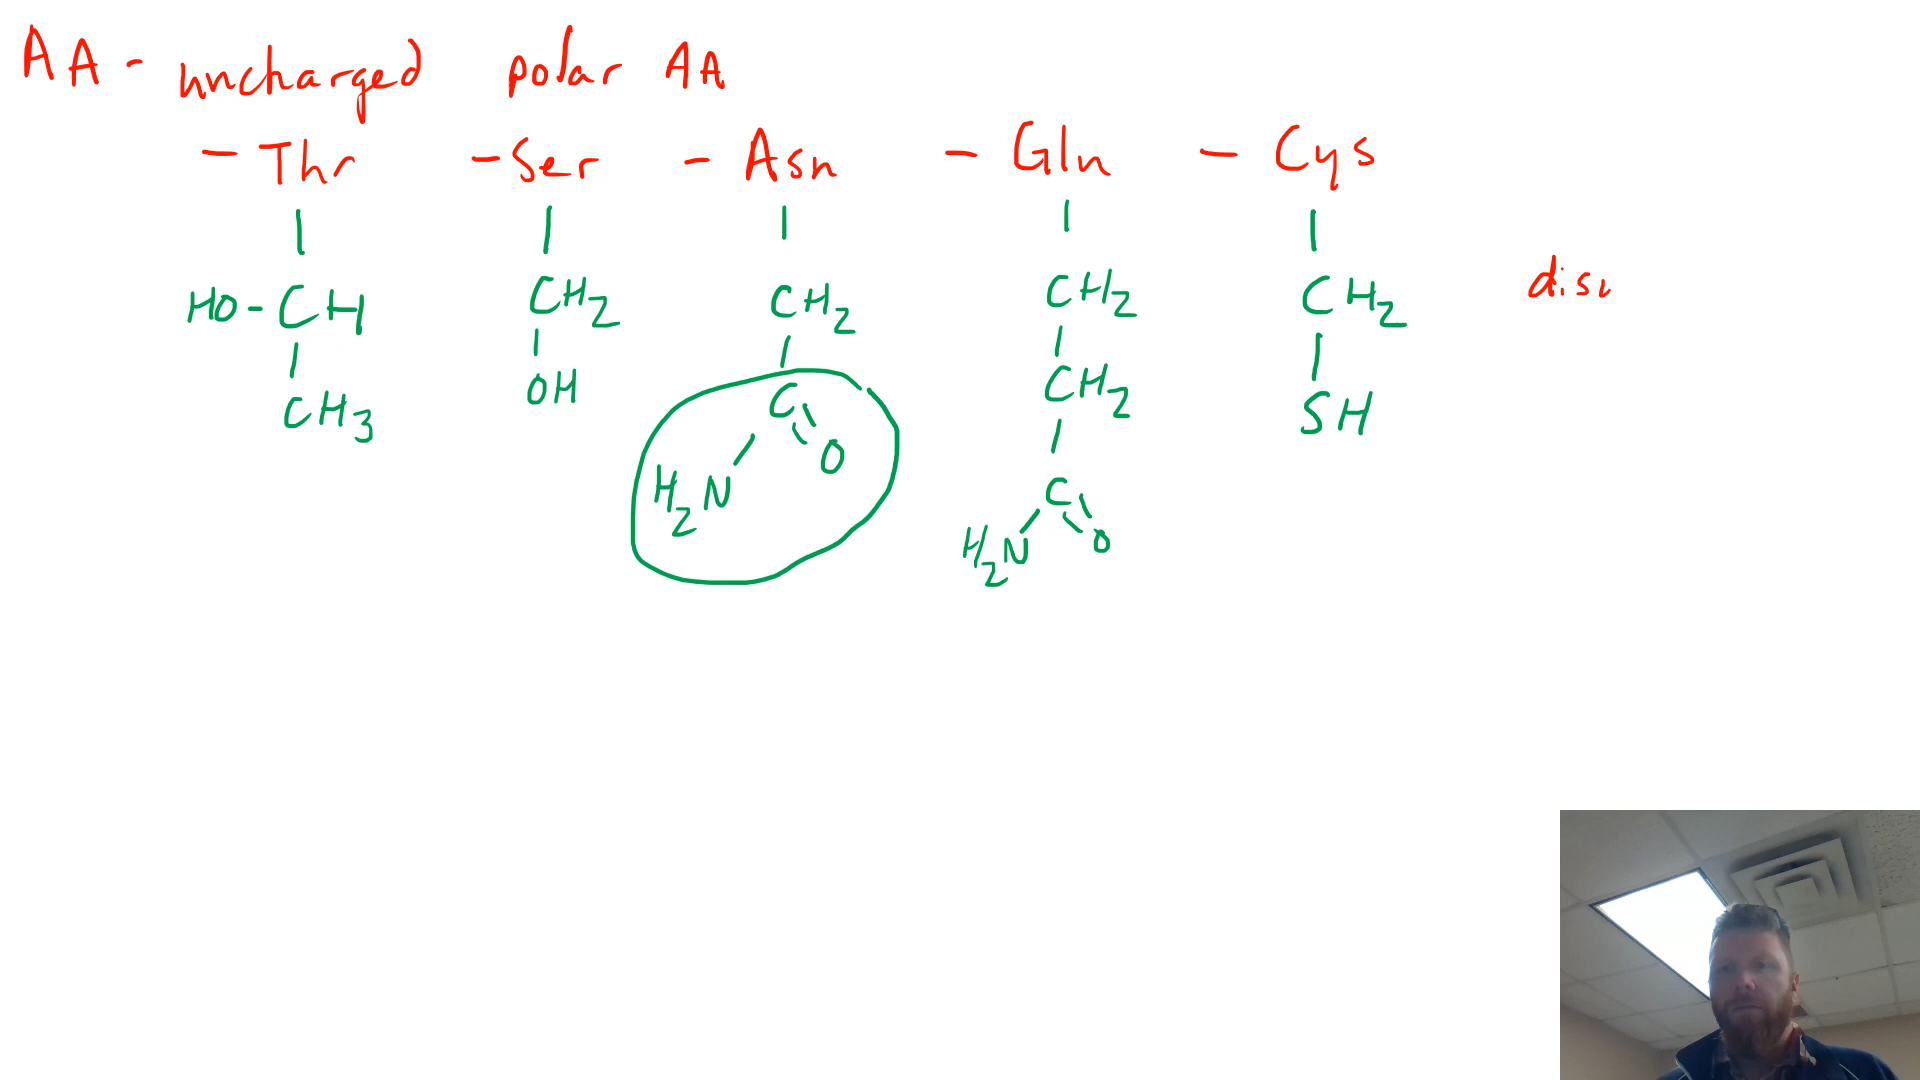 AA - uncharged polar AA
- Thr - Ser - Asn - Gln - Cys
HO - CH CH2 CH2 CH2 CH2 disu
CH3 OH C CH2 SH
H2N O
C
H2N O